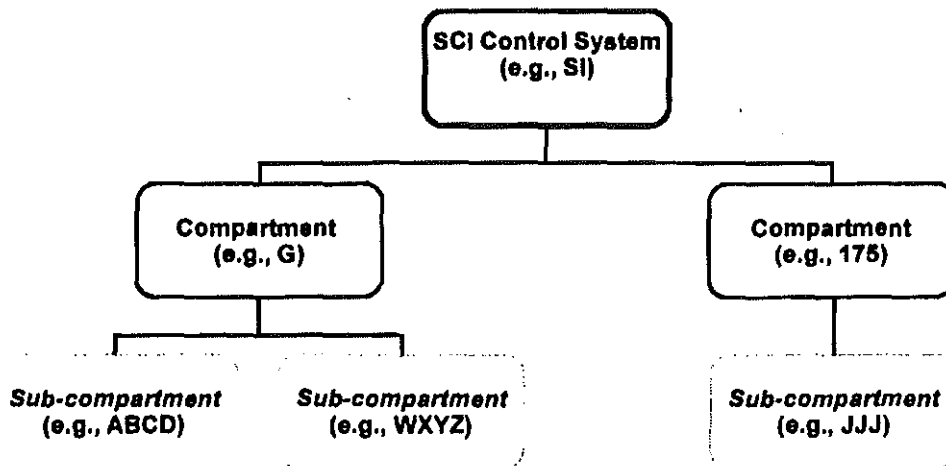 SCI Control System
(e.g., SI)
Compartment
(e.g., G)
Compartment
(e.g., 175)
Sub-compartment
(e.g., ABCD)
Sub-compartment
(e.g., WXYZ)
Sub-compartment
(e.g., JJJ)